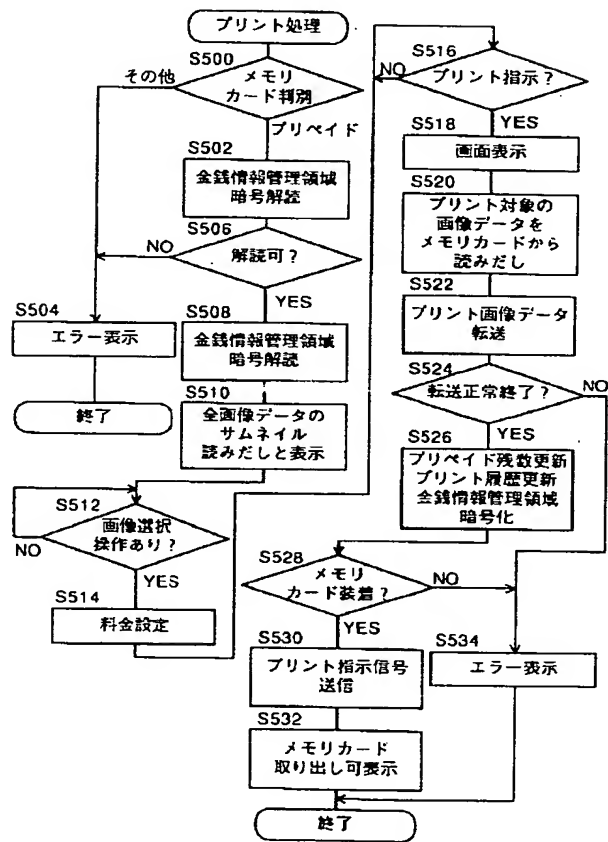 プリント処理
S500
その他
メモリ
カード判別
プリペイド
S502
金銭情報管理領域
暗号解読
S506
NO
解読可?
YES
S504
エラー表示
終了
S508
金銭情報管理領域
暗号解読
S510
全画像データの
サムネイル
読みだしと表示
S512
画像選択
操作あり?
NO
YES
S514
料金設定
S516
NO
プリント指示?
YES
S518
画面表示
S520
プリント対象の
画像データを
メモリカードから
読みだし
S522
プリント画像データ
転送
S524
転送正常終了?
NO
YES
S526
プリペイド残数更新
プリント履歴更新
金銭情報管理領域
暗号化
S528
メモリ
カード装着?
NO
YES
S530
プリント指示信号
送信
S534
エラー表示
S532
メモリカード
取り出し可表示
終了